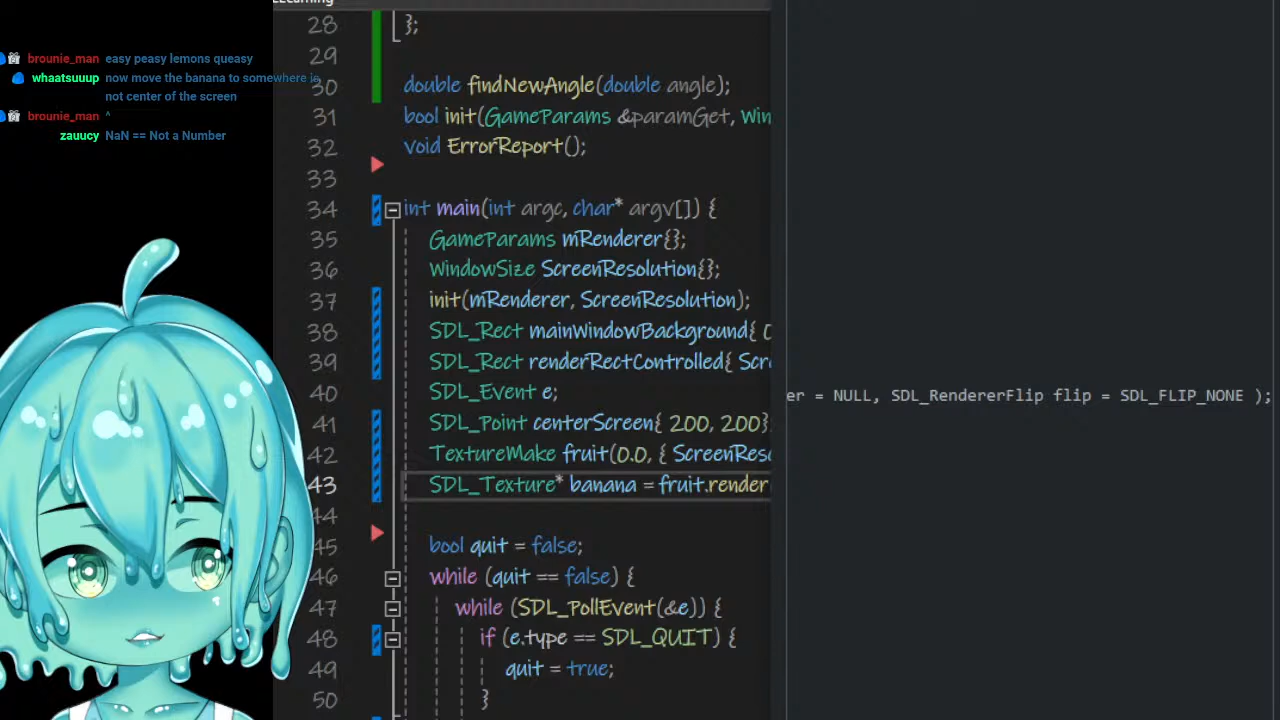 brounie_man easy peasy lemons queasy
whaatsuuup now move the banana to somewhere is
not center of the screen
brounie_man ^
zauucy NaN == Not a Number
28 };
29
30 double findNewAngle(double angle);
31 bool init(GameParams &paramGet, Win
32 void ErrorReport();
33
34 int main(int argc, char* argv[]) {
35 GameParams mRenderer{};
36 WindowSize ScreenResolution{};
37 init(mRenderer, ScreenResolution);
38 SDL_Rect mainWindowBackground{ 0
39 SDL_Rect renderRectControlled{ Scr
40 SDL_Event e;
41 SDL_Point centerScreen{ 200, 200}
42 TextureMake fruit(0.0, { ScreenReso
43 SDL_Texture* banana = fruit.render
44
45 bool quit = false;
46 while (quit == false) {
47 while (SDL_PollEvent(&e)) {
48 if (e.type == SDL_QUIT) {
49 quit = true;
50 }
er = NULL, SDL_RendererFlip flip = SDL_FLIP_NONE );